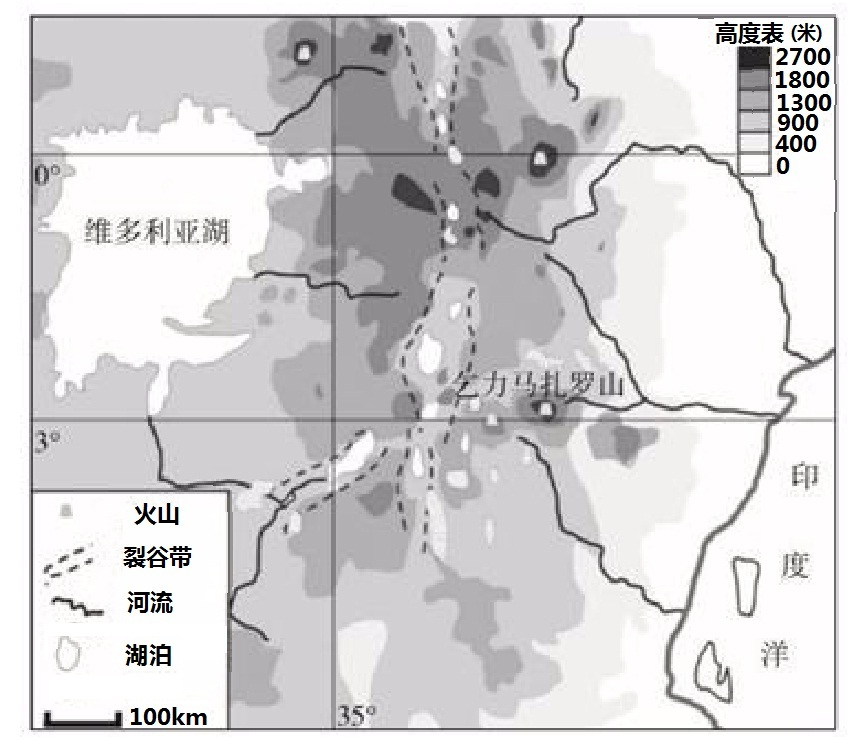 高度表 (米)
2700
1800
1300
900
400
0
0°
维多利亚湖
乞力马扎罗山
3°
印
度
洋
火山
裂谷带
河流
湖泊
100km
35°